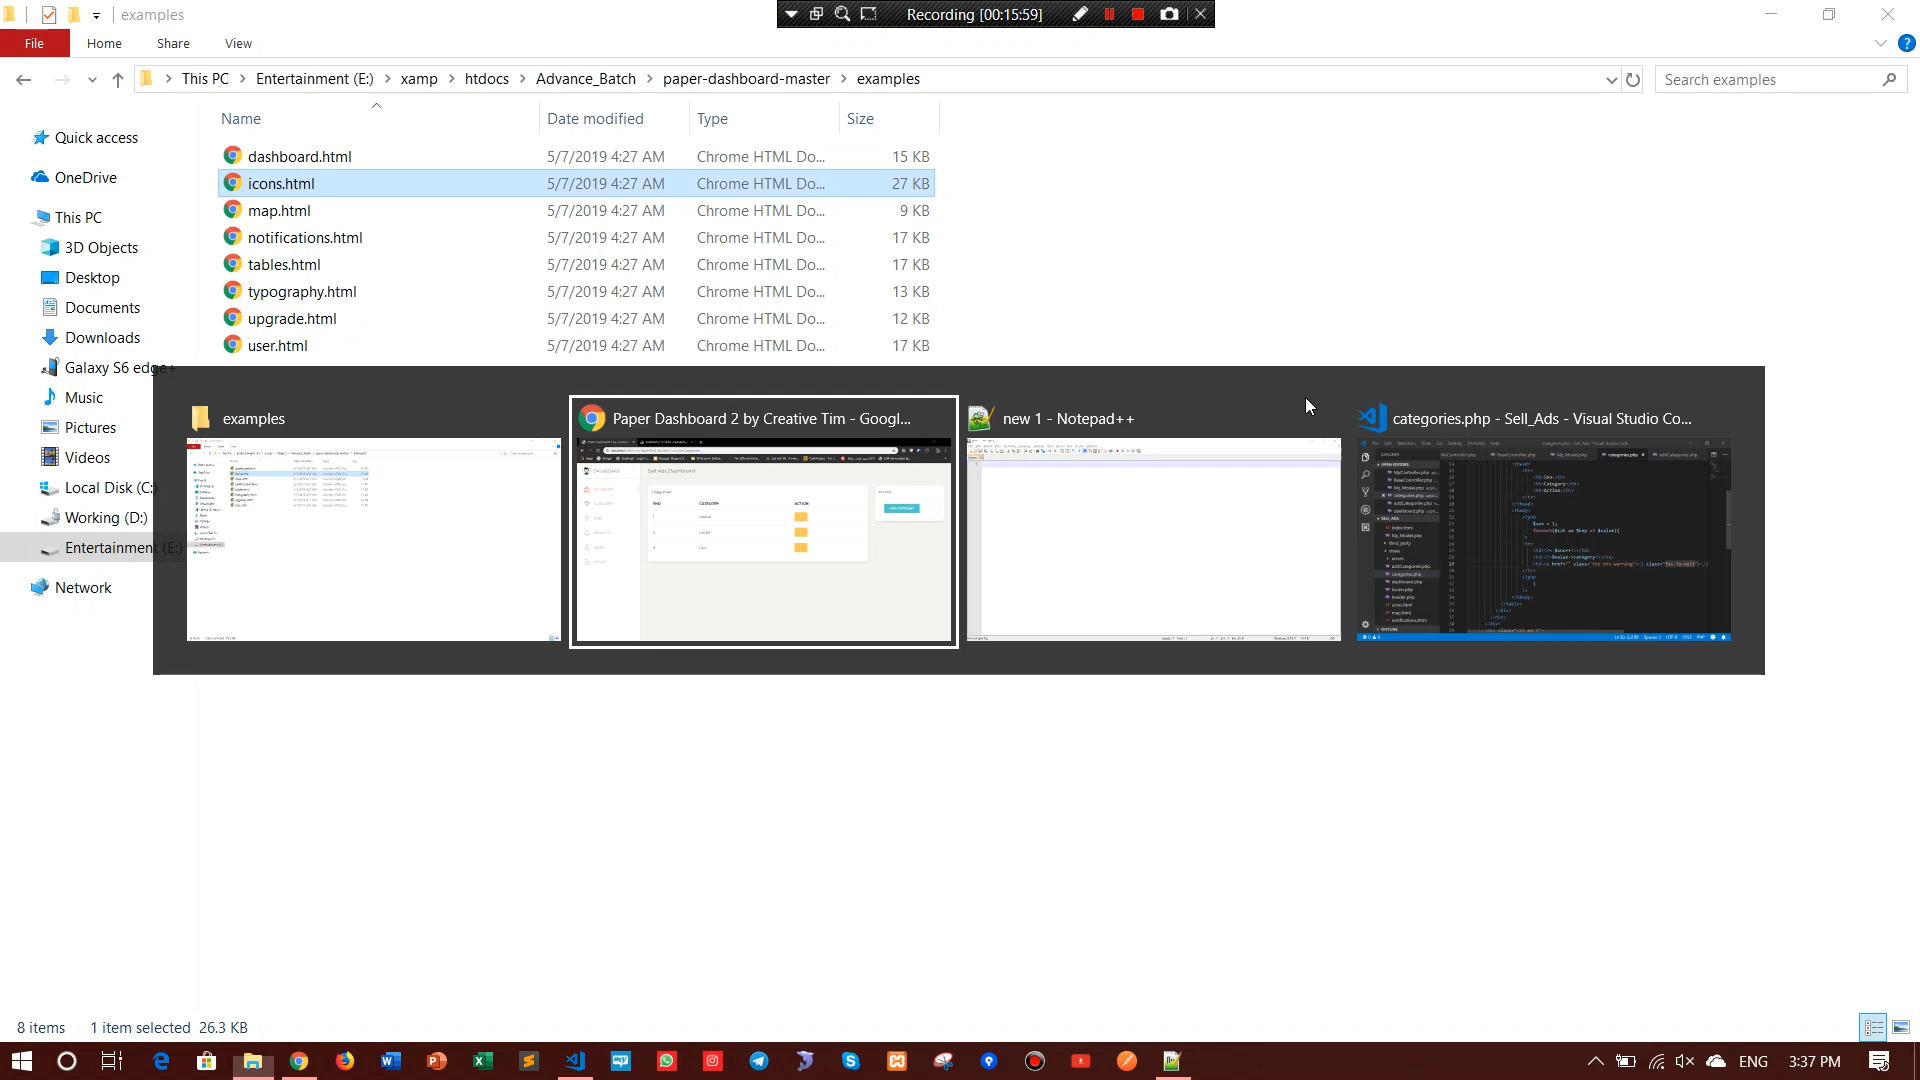 examples
Recording [00:15:59]
File Home Share View
This PC Entertainment (E:) xamp htdocs Advance_Batch paper-dashboard-master examples
Search examples
Name Date modified Type Size
Quick access
OneDrive
This PC
3D Objects
Desktop
Documents
Downloads
Galaxy S6 edge+
Music
Pictures
Videos
Local Disk (C:)
Working (D:)
Entertainment (E:)
Network
dashboard.html 5/7/2019 4:27 AM Chrome HTML Do... 15 KB
icons.html 5/7/2019 4:27 AM Chrome HTML Do... 27 KB
map.html 5/7/2019 4:27 AM Chrome HTML Do... 9 KB
notifications.html 5/7/2019 4:27 AM Chrome HTML Do... 17 KB
tables.html 5/7/2019 4:27 AM Chrome HTML Do... 17 KB
typography.html 5/7/2019 4:27 AM Chrome HTML Do... 13 KB
upgrade.html 5/7/2019 4:27 AM Chrome HTML Do... 12 KB
user.html 5/7/2019 4:27 AM Chrome HTML Do... 17 KB
examples
Paper Dashboard 2 by Creative Tim - Googl...
Sell Ads Dashboard
new 1 - Notepad++
categories.php - Sell_Ads - Visual Studio Co...
8 items 1 item selected 26.3 KB
ENG 3:37 PM